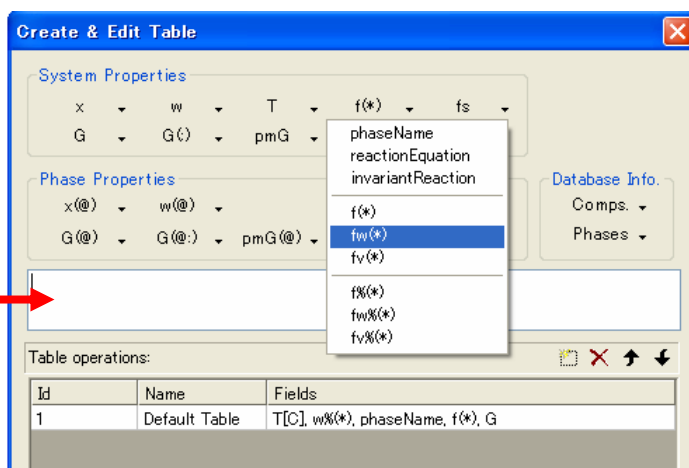 Create & Edit Table
System Properties
x w T f(*) fs
G G(:) pmG
phaseName
reactionEquation
invariantReaction
f(*)
fw(*)
fv(*)
f%(*)
fw%(*)
fv%(*)
Phase Properties
x(@) w(@)
G(@) G(@:) pmG(@)
Database Info.
Comps.
Phases
Table operations:
Id Name Fields
1 Default Table T[C], w%(*), phaseName, f(*), G